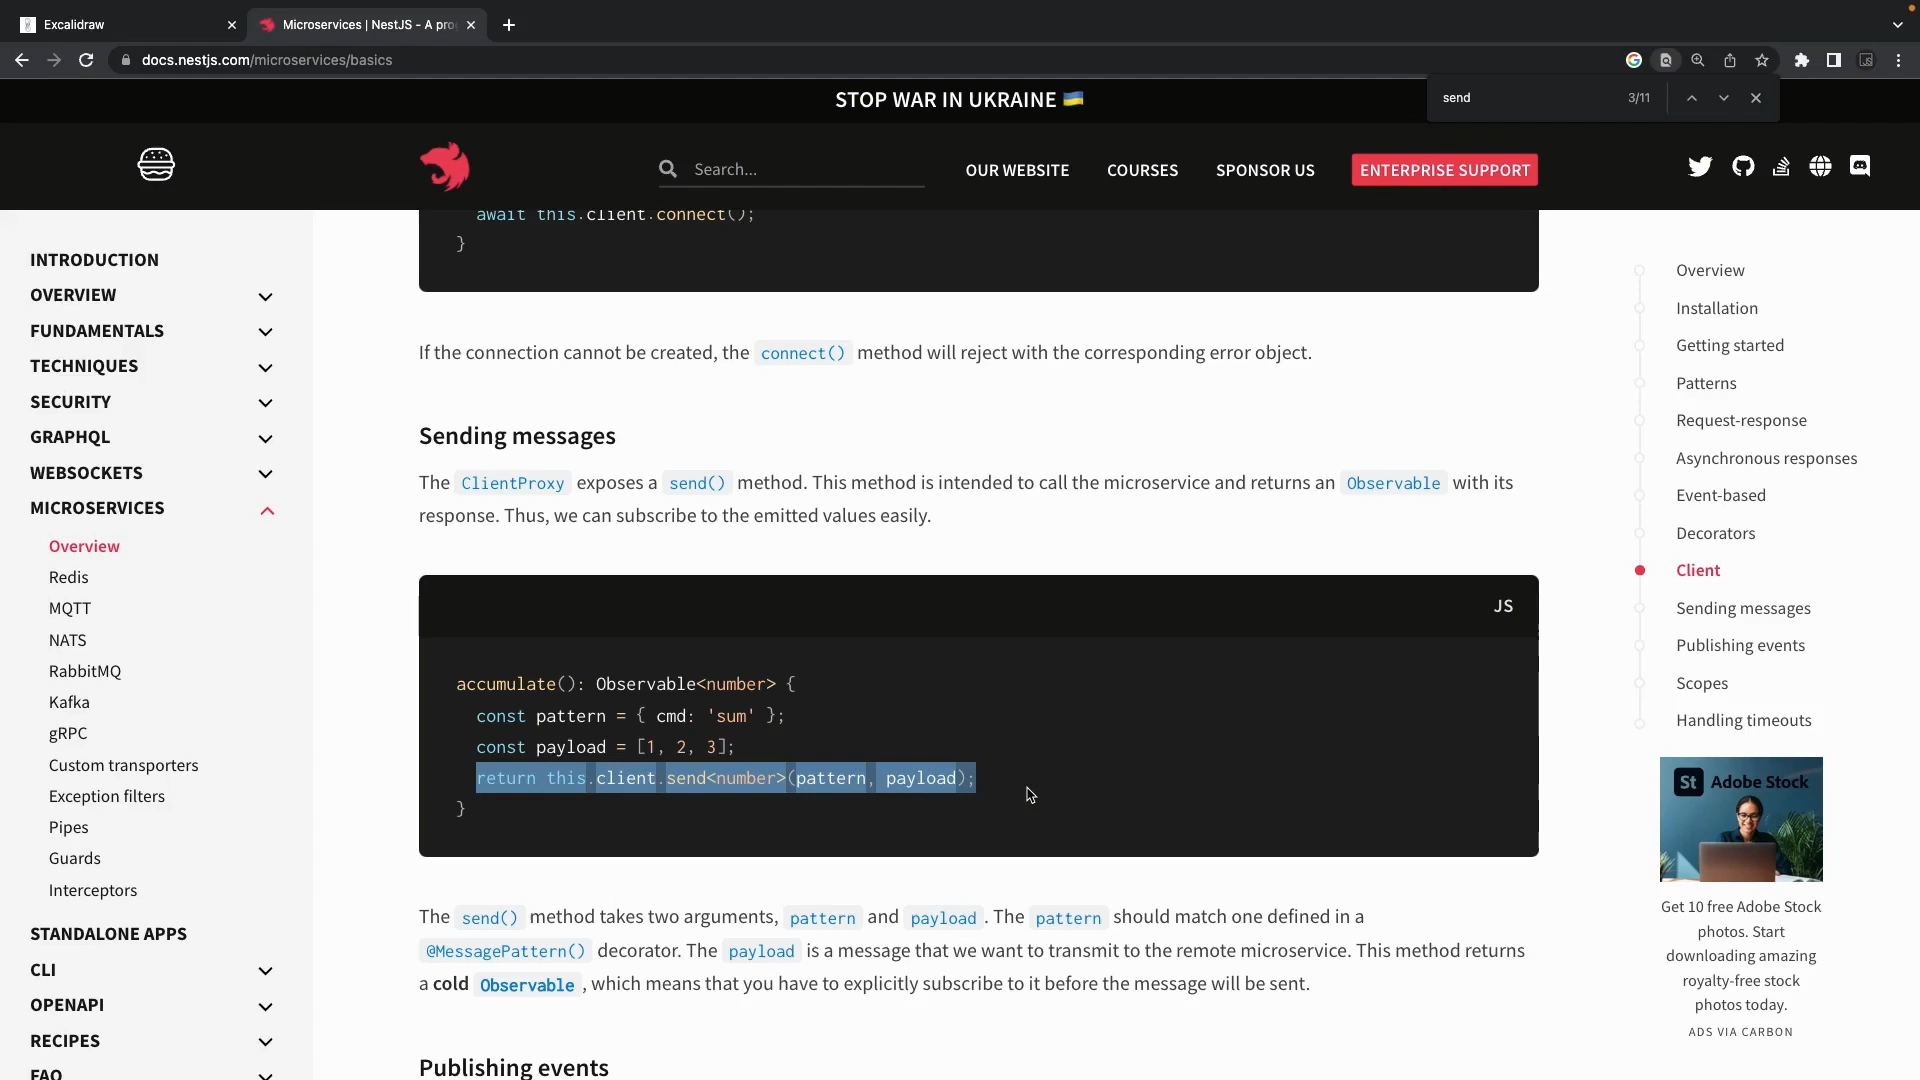 Excalidraw
Microservices | NestJS - A pro
docs.nestjs.com/microservices/basics
send
3/11
STOP WAR IN UKRAINE 🇺🇦
Search...
OUR WEBSITE
COURSES
SPONSOR US
ENTERPRISE SUPPORT
INTRODUCTION
OVERVIEW
FUNDAMENTALS
TECHNIQUES
SECURITY
GRAPHQL
WEBSOCKETS
MICROSERVICES
Overview
Redis
MQTT
NATS
RabbitMQ
Kafka
gRPC
Custom transporters
Exception filters
Pipes
Guards
Interceptors
STANDALONE APPS
CLI
OPENAPI
RECIPES
FAQ
await this.client.connect();
}
If the connection cannot be created, the connect() method will reject with the corresponding error object.
Sending messages
The ClientProxy exposes a send() method. This method is intended to call the microservice and returns an Observable with its
response. Thus, we can subscribe to the emitted values easily.
JS
accumulate(): Observable<number> {
const pattern = { cmd: 'sum' };
const payload = [1, 2, 3];
return this.client.send<number>(pattern, payload);
}
The send() method takes two arguments, pattern and payload. The pattern should match one defined in a
@MessagePattern() decorator. The payload is a message that we want to transmit to the remote microservice. This method returns
a cold Observable, which means that you have to explicitly subscribe to it before the message will be sent.
Publishing events
Overview
Installation
Getting started
Patterns
Request-response
Asynchronous responses
Event-based
Decorators
Client
Sending messages
Publishing events
Scopes
Handling timeouts
St Adobe Stock
Get 10 free Adobe Stock
photos. Start
downloading amazing
royalty-free stock
photos today.
ADS VIA CARBON